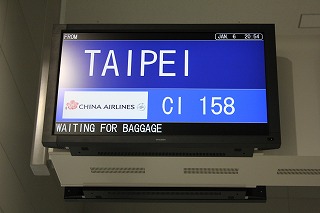 FROM JAN. 6 20 54
TAIPEI
CHINA AIRLINES CI 158
WAITING FOR BAGGAGE